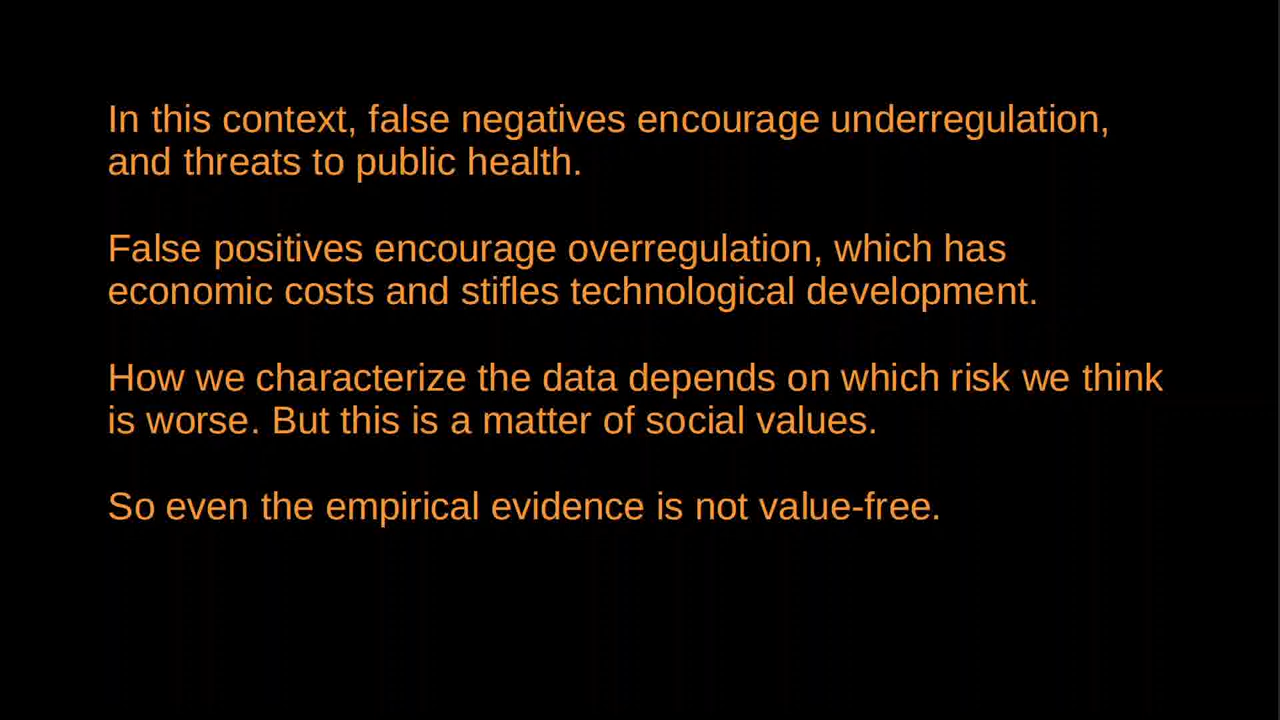 In this context, false negatives encourage underregulation,
and threats to public health.
False positives encourage overregulation, which has
economic costs and stifles technological development.
How we characterize the data depends on which risk we think
is worse. But this is a matter of social values.
So even the empirical evidence is not value-free.